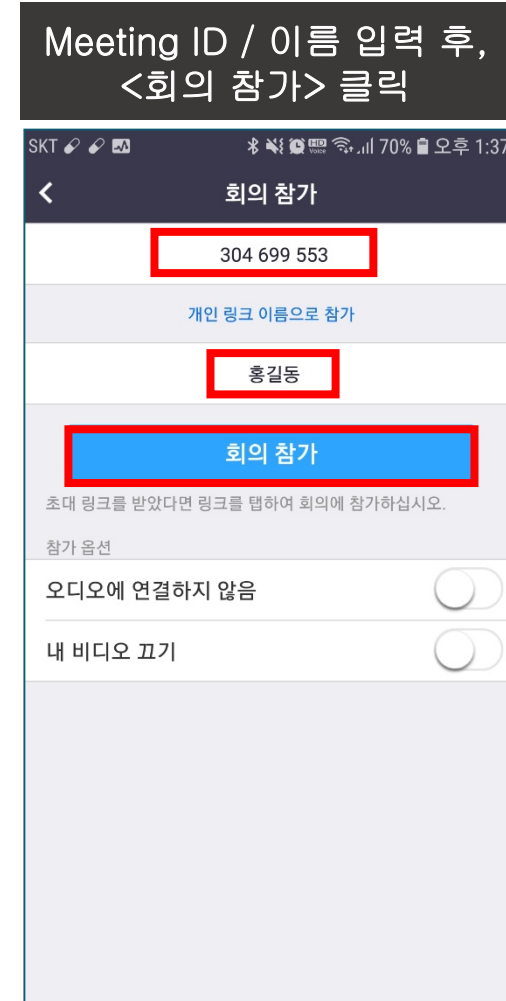 Meeting ID / 이름 입력 후,
<회의 참가> 클릭
SKT 70% 오후 1:37
회의 참가
304 699 553
개인 링크 이름으로 참가
홍길동
회의 참가
초대 링크를 받았다면 링크를 탭하여 회의에 참가하십시오.
참가 옵션
오디오에 연결하지 않음
내 비디오 끄기